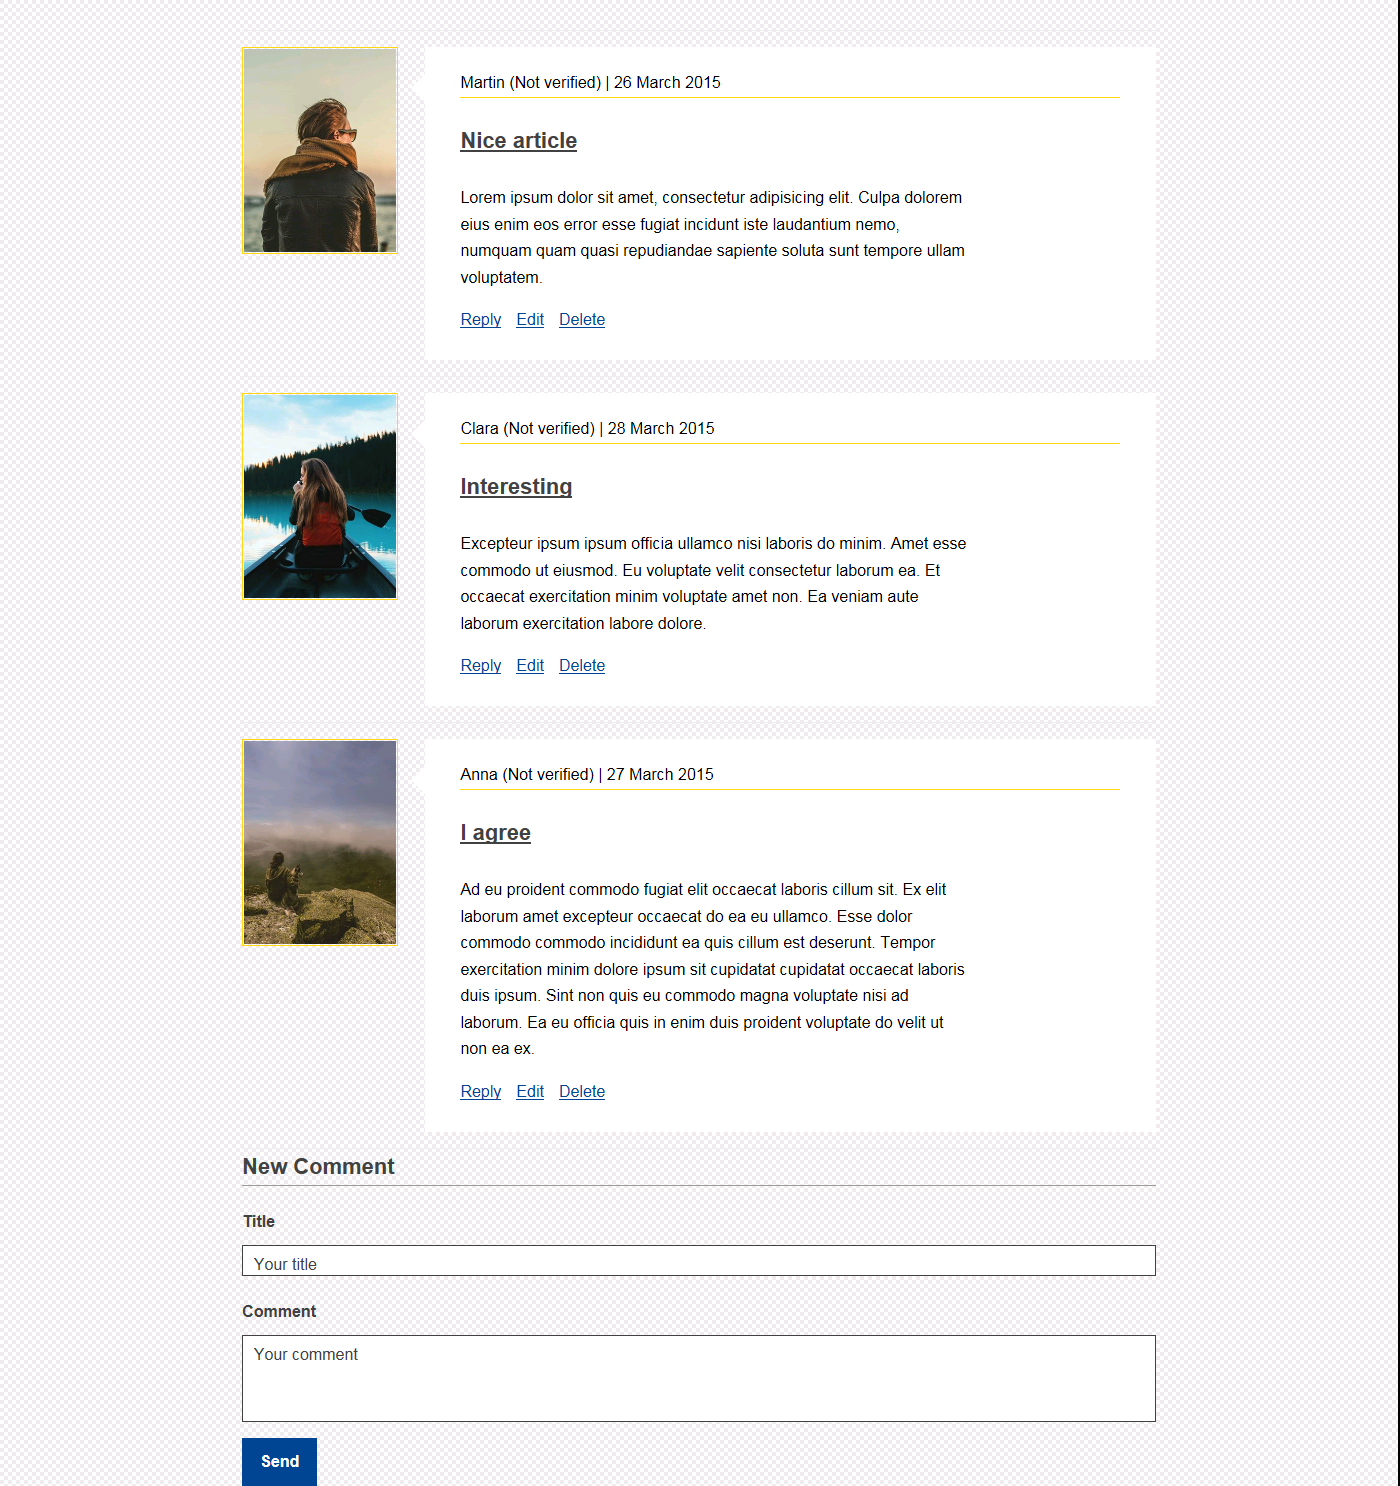 Martin (Not verified) | 26 March 2015
Nice article
Lorem ipsum dolor sit amet, consectetur adipisicing elit. Culpa dolorem
eius enim eos error esse fugiat incidunt iste laudantium nemo,
numquam quam quasi repudiandae sapiente soluta sunt tempore ullam
voluptatem.
Reply Edit Delete
Clara (Not verified) | 28 March 2015
Interesting
Excepteur ipsum ipsum officia ullamco nisi laboris do minim. Amet esse
commodo ut eiusmod. Eu voluptate velit consectetur laborum ea. Et
occaecat exercitation minim voluptate amet non. Ea veniam aute
laborum exercitation labore dolore.
Reply Edit Delete
Anna (Not verified) | 27 March 2015
I agree
Ad eu proident commodo fugiat elit occaecat laboris cillum sit. Ex elit
laborum amet excepteur occaecat do ea eu ullamco. Esse dolor
commodo commodo incididunt ea quis cillum est deserunt. Tempor
exercitation minim dolore ipsum sit cupidatat cupidatat occaecat laboris
duis ipsum. Sint non quis eu commodo magna voluptate nisi ad
laborum. Ea eu officia quis in enim duis proident voluptate do velit ut
non ea ex.
Reply Edit Delete
New Comment
Title
Your title
Comment
Your comment
Send